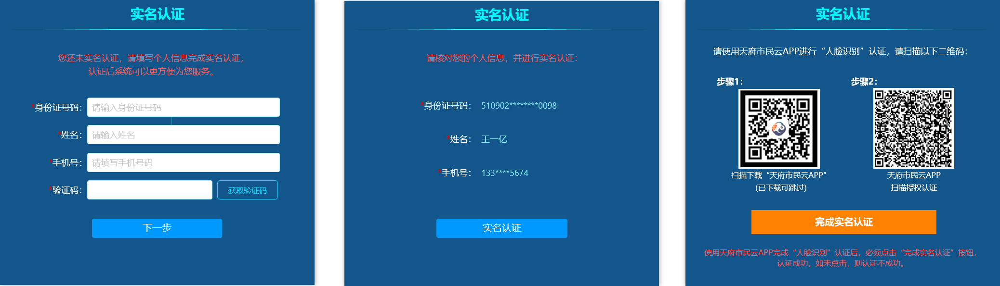 实名认证
您还未实名认证，请填写个人信息完成实名认证，
认证后系统可以更方便为您服务。
*身份证号码： 请输入身份证号码
*姓名： 请输入姓名
*手机号： 请填写手机号码
*验证码： 获取验证码
下一步
实名认证
请核对您的个人信息，并进行实名认证：
*身份证号码： 510902********0098
*姓名： 王一亿
*手机号： 133****5674
实名认证
实名认证
请使用天府市民云APP进行“人脸识别”认证，请扫描以下二维码：
步骤1：
扫描下载“天府市民云APP”
(已下载可跳过)
步骤2：
天府市民云APP
扫描授权认证
完成实名认证
使用天府市民云APP完成“人脸识别”认证后，必须点击“完成实名认证”按钮，
认证成功，如未点击，则认证不成功。